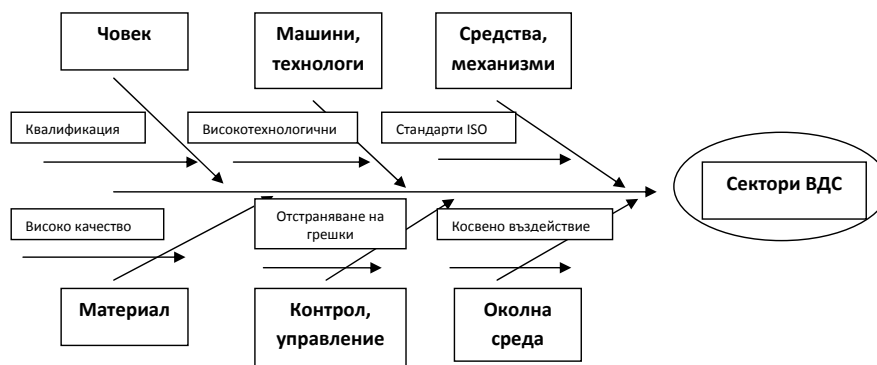 Човек
Машини,
технологи
Средства,
механизми
Квалификация
Високотехнологични
Стандарти ISO
Сектори ВДС
Високо качество
Отстраняване на
грешки
Косвено въздействие
Материал
Контрол,
управление
Околна
среда